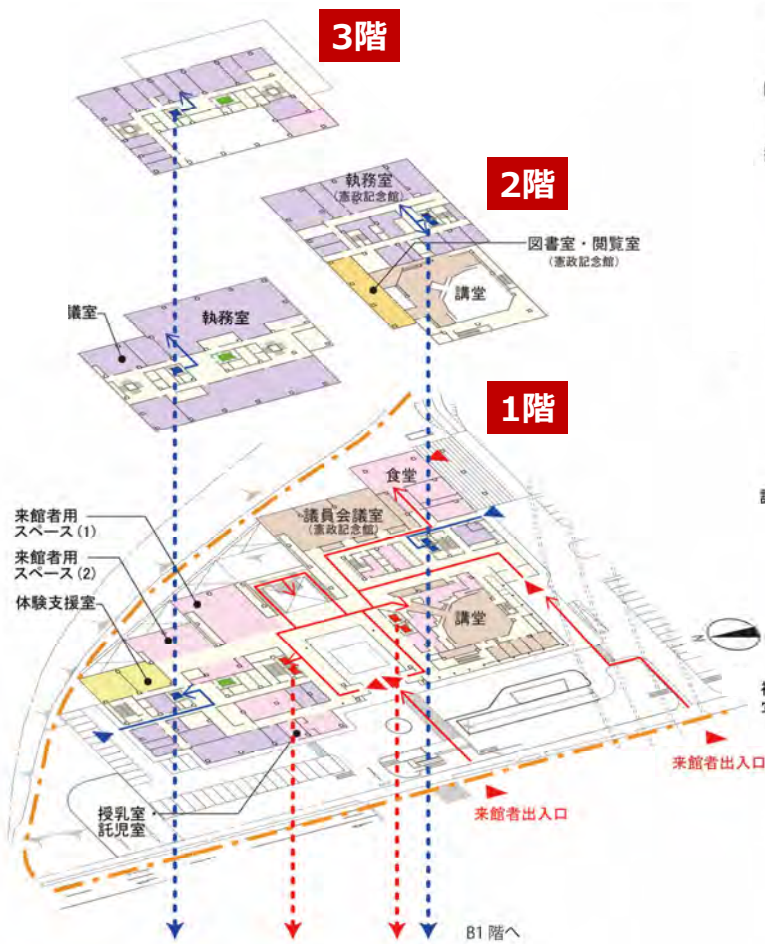 3階
2階
執務室
(憲政記念館)
図書室・閲覧室
(憲政記念館)
講堂
議室
執務室
1階
食堂
議員会議室
(憲政記念館)
来館者用
スペース(1)
来館者用
スペース(2)
体験支援室
講堂
N
来館者出入口
来館者出入口
授乳室・
託児室
B1 階へ